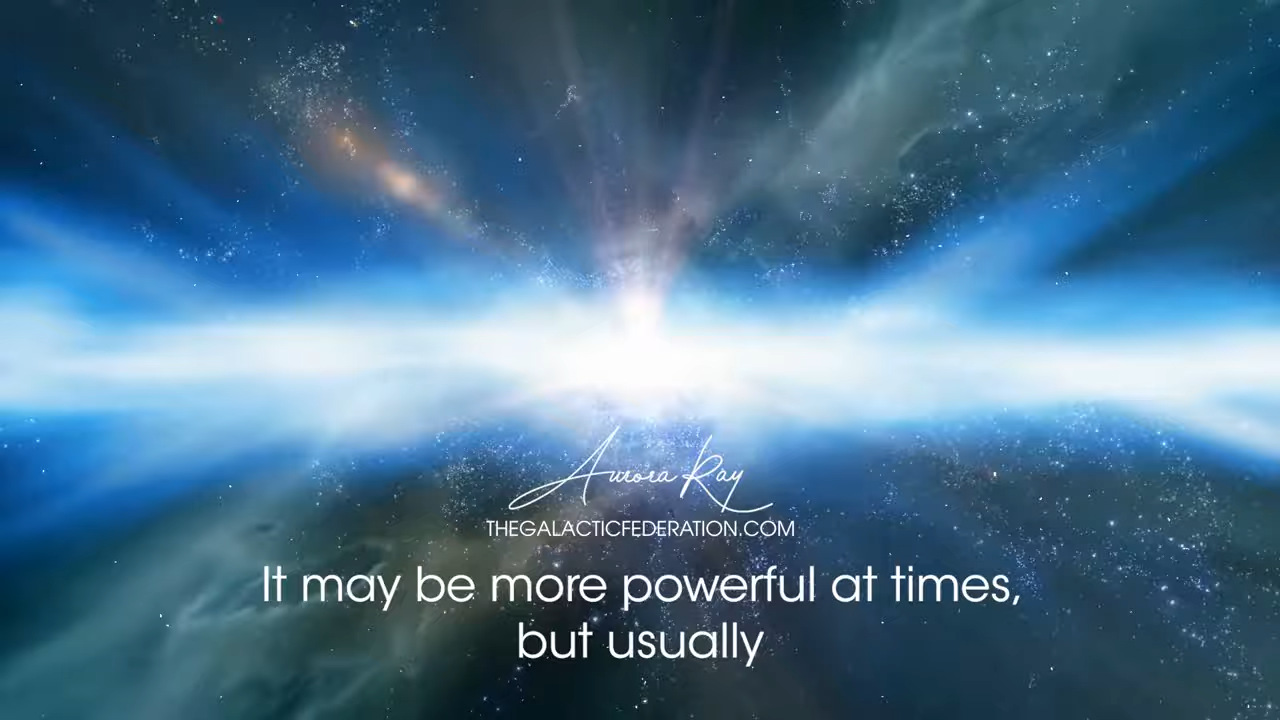 Aurora Ray
THEGALACTICFEDERATION.COM
It may be more powerful at times,
but usually